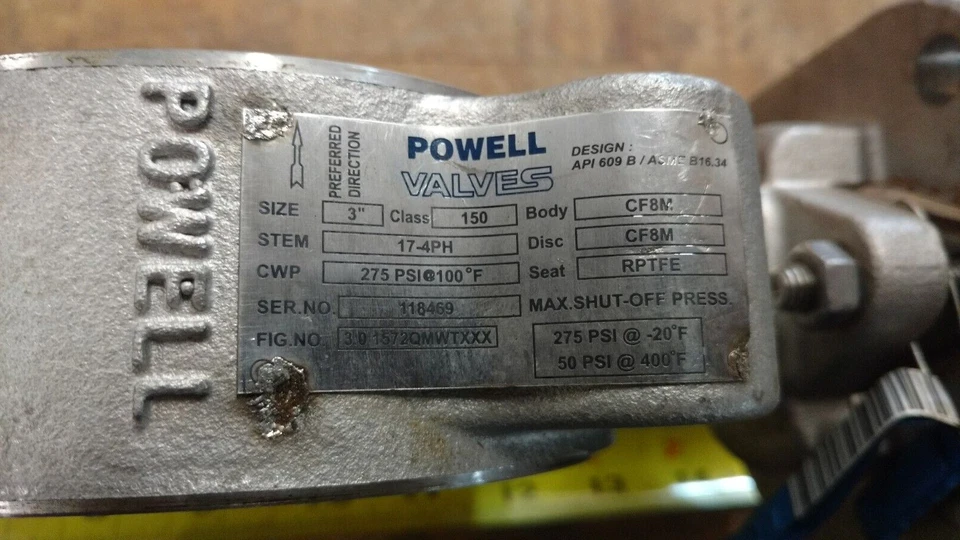 POWELL
PREFERRED
DIRECTION
POWELL
VALVES
DESIGN :
API 609 B / ASME B16.34
SIZE 3" Class 150 Body CF8M
STEM 17-4PH Disc CF8M
CWP 275 PSI@100°F Seat RPTFE
SER.NO. 118469 MAX.SHUT-OFF PRESS.
FIG.NO. 3.0 1572QMWTXXX 275 PSI @ -20°F
50 PSI @ 400°F
12 13